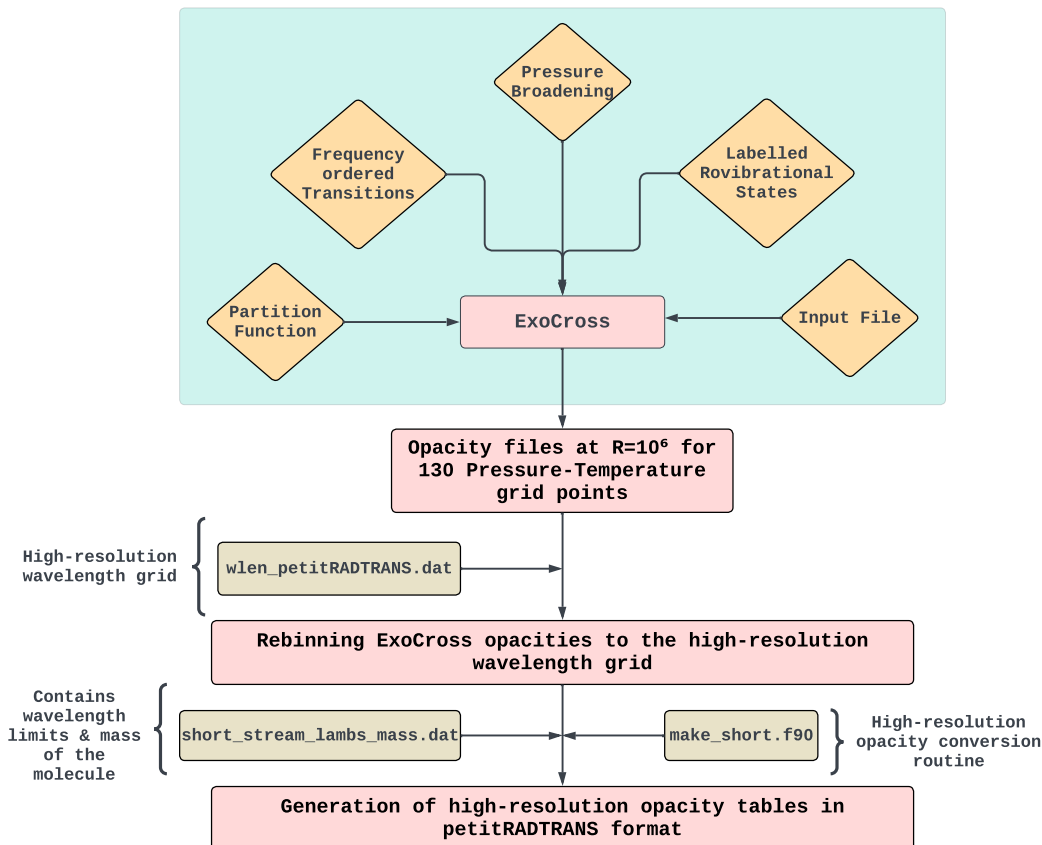 Pressure
Broadening
Frequency
ordered
Transitions
Labelled
Rovibrational
States
Partition
Function
ExoCross
Input File
Opacity files at R=10⁶ for
130 Pressure-Temperature
grid points
High-resolution
wavelength grid
wlen_petitRADTRANS.dat
Rebinning ExoCross opacities to the high-resolution
wavelength grid
Contains
wavelength
limits & mass
of the
molecule
short_stream_lambs_mass.dat
make_short.f90
High-resolution
opacity conversion
routine
Generation of high-resolution opacity tables in
petitRADTRANS format